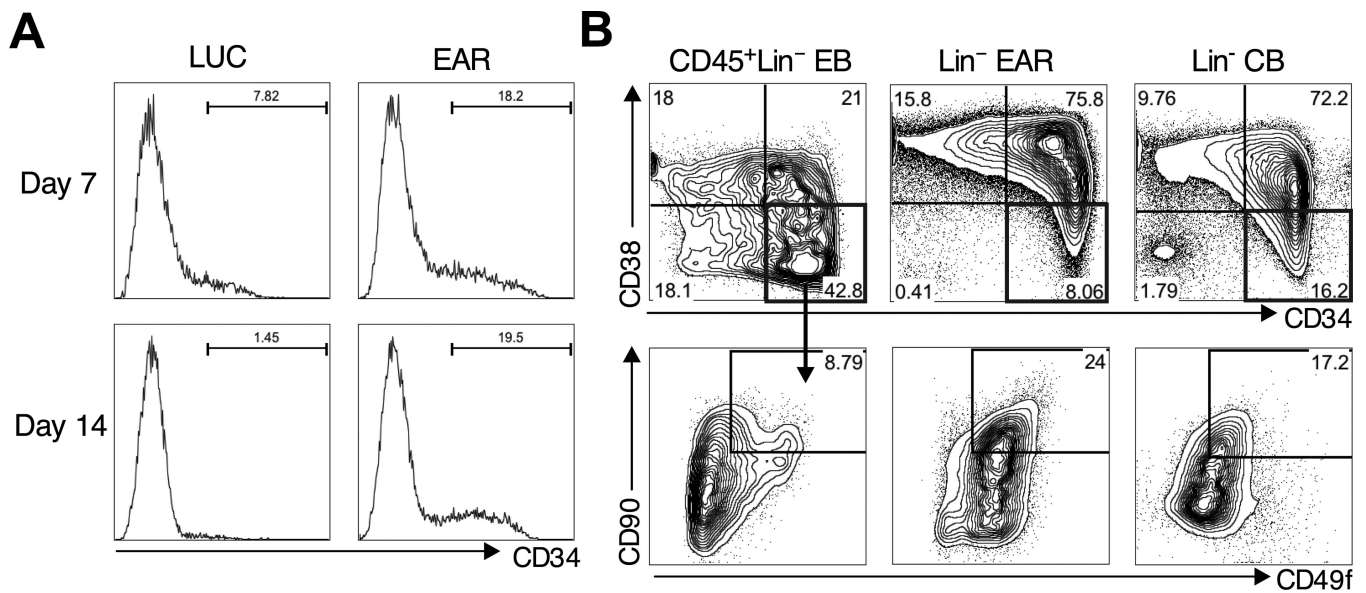 A
LUC
EAR
Day 7
7.82
18.2
Day 14
1.45
19.5
CD34
B
CD45+Lin− EB
Lin− EAR
Lin- CB
18
21
15.8
75.8
9.76
72.2
CD38
18.1
42.8
0.41
8.06
1.79
16.2
CD34
8.79
24
17.2
CD90
CD49f